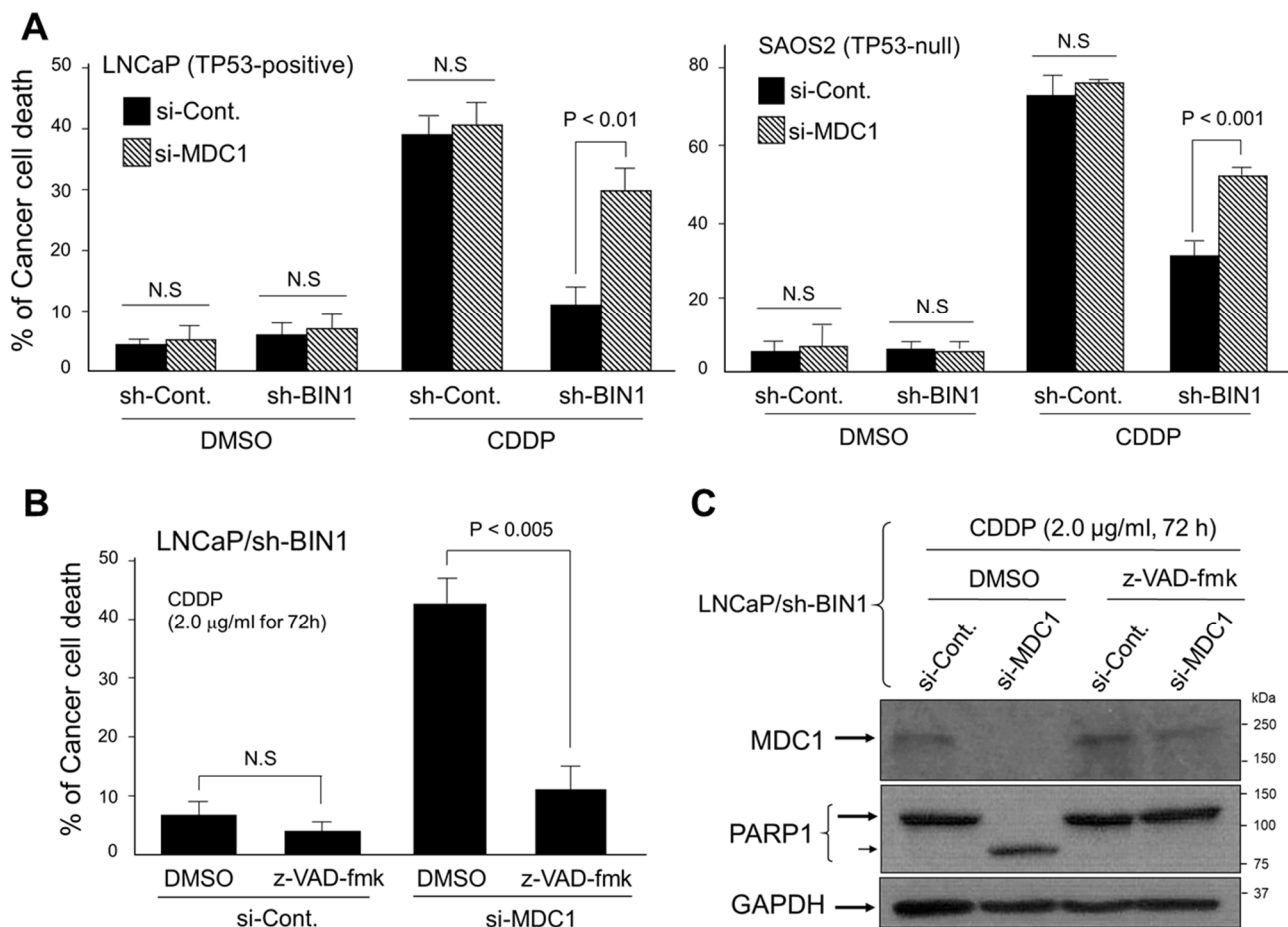 A
LNCaP (TP53-positive)
si-Cont.
si-MDC1
% of Cancer cell death
50
40
30
20
10
0
N.S
N.S
N.S
P < 0.01
sh-Cont.
sh-BIN1
sh-Cont.
sh-BIN1
DMSO
CDDP
SAOS2 (TP53-null)
si-Cont.
si-MDC1
80
60
40
20
0
N.S
N.S
N.S
P < 0.001
sh-Cont.
sh-BIN1
sh-Cont.
sh-BIN1
DMSO
CDDP
B
LNCaP/sh-BIN1
CDDP
(2.0 μg/ml for 72h)
% of Cancer cell death
50
40
30
20
10
0
N.S
P < 0.005
DMSO
z-VAD-fmk
DMSO
z-VAD-fmk
si-Cont.
si-MDC1
C
CDDP (2.0 μg/ml, 72 h)
DMSO
z-VAD-fmk
LNCaP/sh-BIN1
si-Cont.
si-MDC1
si-Cont.
si-MDC1
kDa
MDC1
250
150
PARP1
150
100
75
GAPDH
37